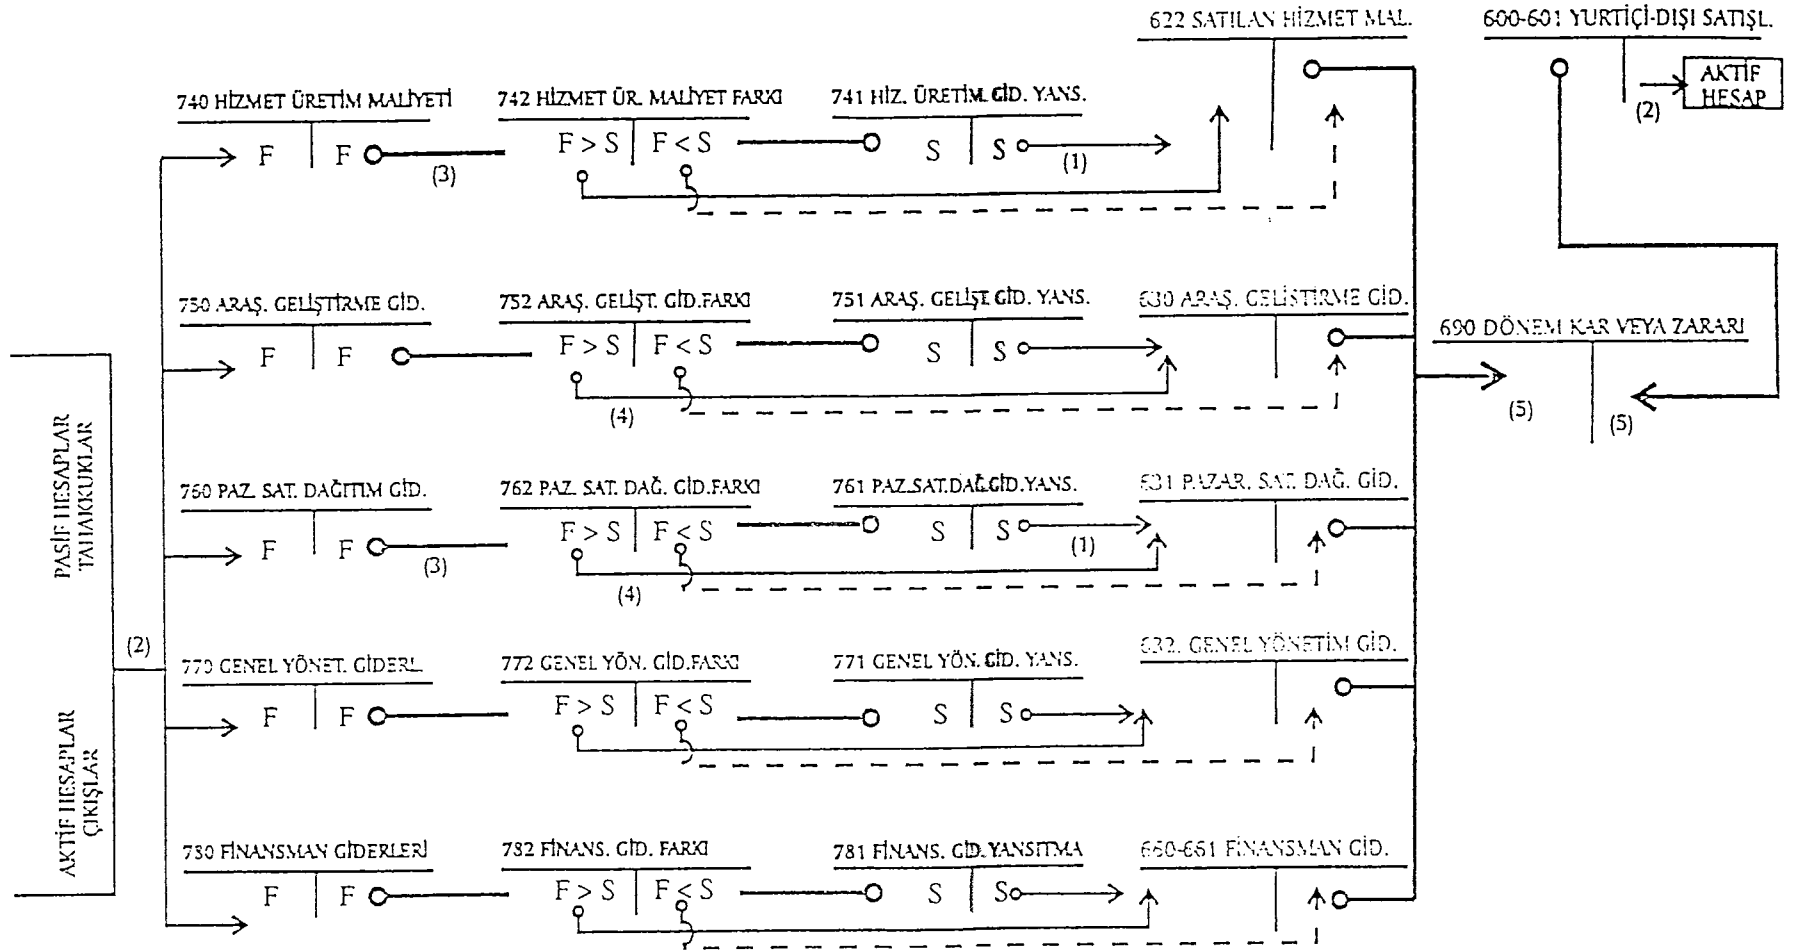 622 SATILAN HİZMET MAL.
600-601 YURTİÇİ-DIŞI SATIŞL.
AKTİF
HESAP
(2)
740 HİZMET ÜRETİM MALİYETİ
742 HİZMET ÜR. MALİYET FARKI
741 HİZ. ÜRETİM. GİD. YANS.
F F
(3)
F > S F < S
S S
(1)
750 ARAŞ. GELİŞTİRME GİD.
752 ARAŞ. GELİŞT. GİD.FARKI
751 ARAŞ. GELİŞT. GİD. YANS.
630 ARAŞ. GELİŞTİRME GİD.
690 DÖNEM KAR VEYA ZARARI
F F
F > S F < S
S S
(4)
(5)
(5)
PASİF HESAPLAR
TAHAKKUKLAR
760 PAZ. SAT. DAĞITIM GİD.
762 PAZ. SAT. DAĞ. GİD.FARKI
761 PAZ.SAT.DAĞ.GİD.YANS.
631 PAZAR. SAT. DAĞ. GİD.
F F
(3)
F > S F < S
S S
(1)
(4)
(2)
770 GENEL YÖNET. GİDERL.
772 GENEL YÖN. GİD.FARKI
771 GENEL YÖN. GİD. YANS.
632. GENEL YÖNETİM GİD.
F F
F > S F < S
S S
AKTİF HESAPLAR
ÇIKIŞLAR
780 FİNANSMAN GİDERLERİ
782 FİNANS. GİD. FARKI
781 FİNANS. GİD. YANSITMA
660-661 FİNANSMAN GİD.
F F
F > S F < S
S S